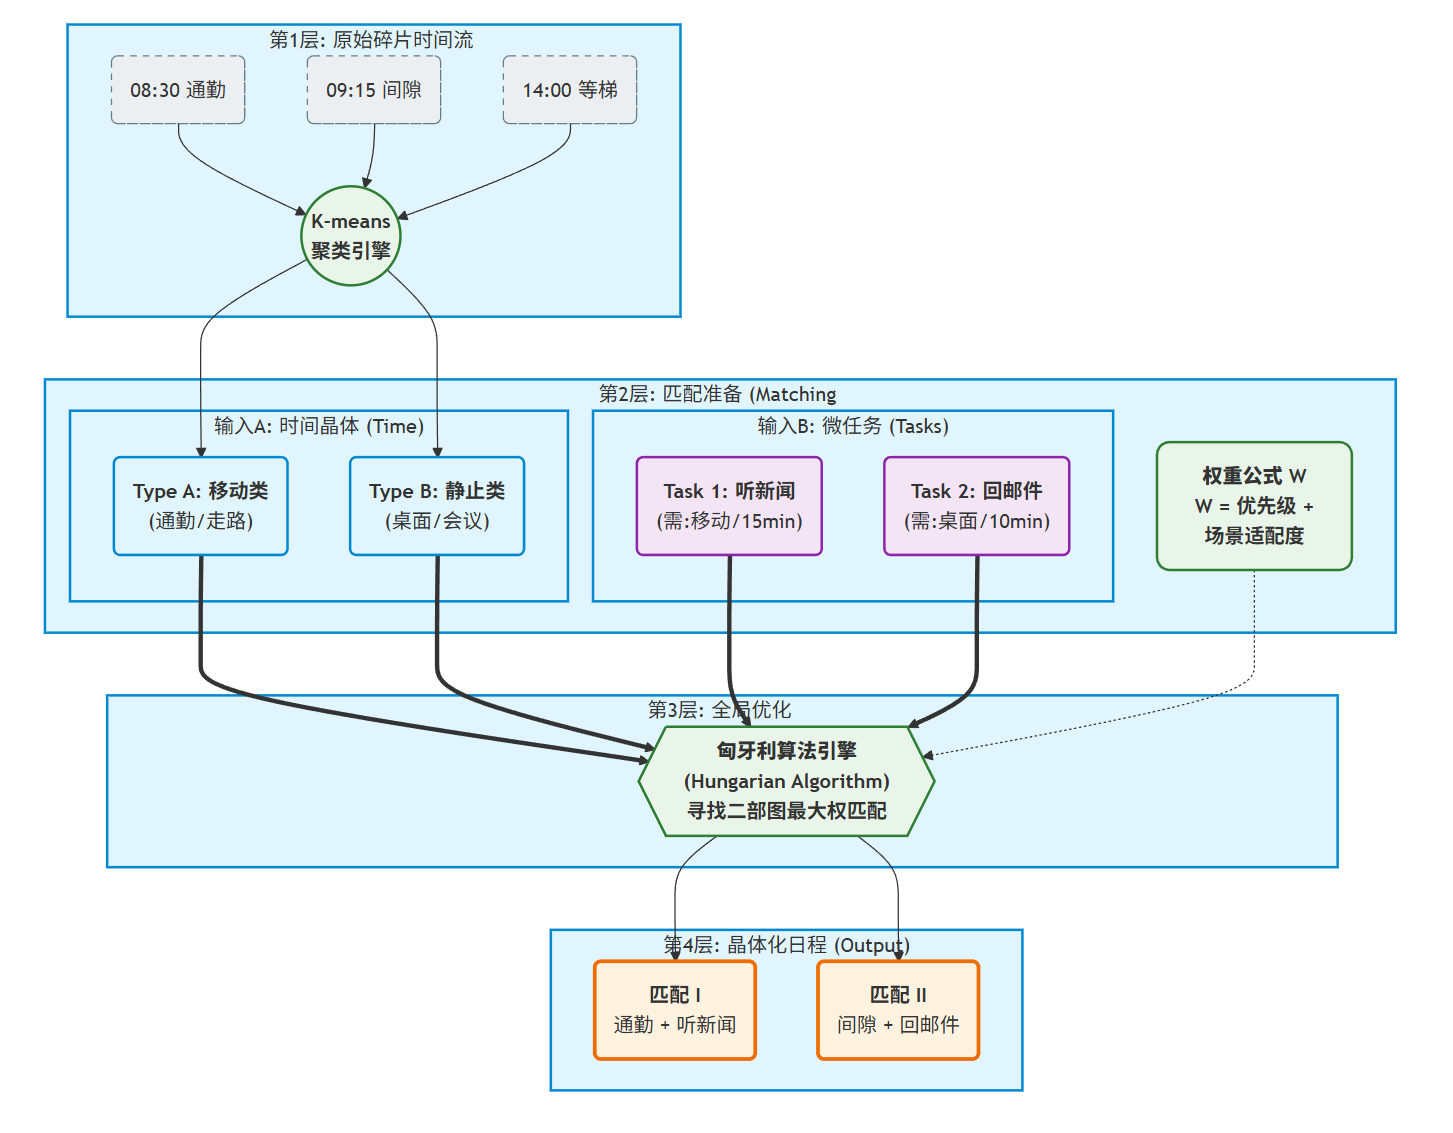 第1层: 原始碎片时间流
08:30 通勤
09:15 间隙
14:00 等梯
K-means
聚类引擎
第2层: 匹配准备 (Matching
输入A: 时间晶体 (Time)
输入B: 微任务 (Tasks)
Type A: 移动类
(通勤/走路)
Type B: 静止类
(桌面/会议)
Task 1: 听新闻
(需:移动/15min)
Task 2: 回邮件
(需:桌面/10min)
权重公式 W
W = 优先级 +
场景适配度
第3层: 全局优化
匈牙利算法引擎
(Hungarian Algorithm)
寻找二部图最大权匹配
第4层: 晶体化日程 (Output)
匹配 I
通勤 + 听新闻
匹配 II
间隙 + 回邮件